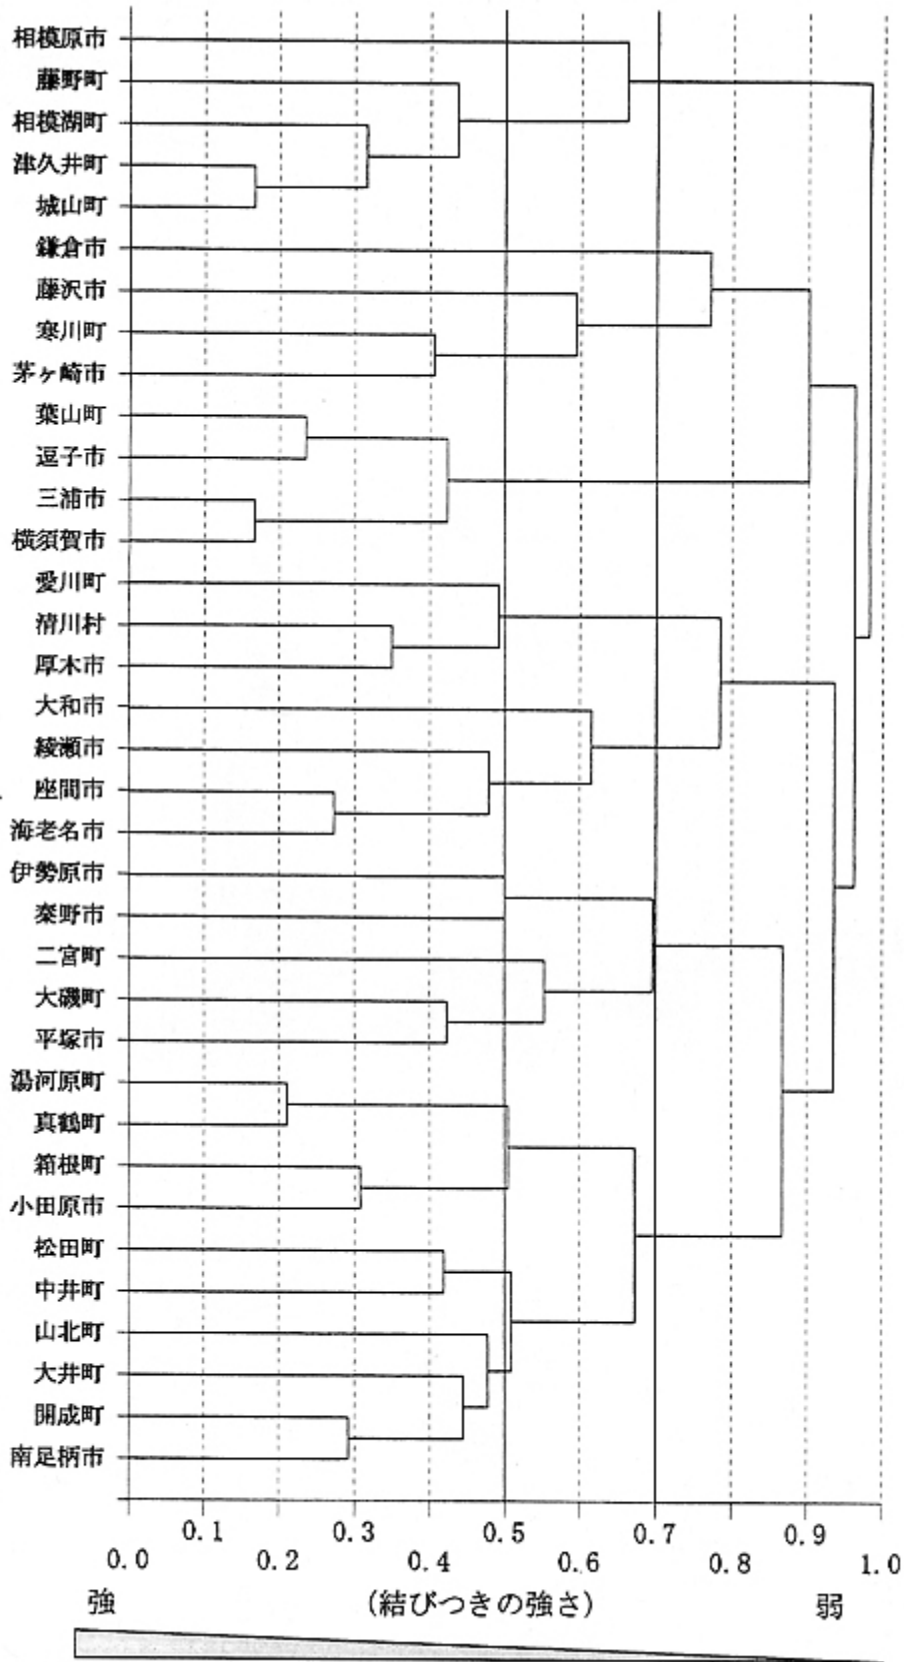 相模原市
藤野町
相模湖町
津久井町
城山町
鎌倉市
藤沢市
寒川町
茅ヶ崎市
葉山町
逗子市
三浦市
横須賀市
愛川町
清川村
厚木市
大和市
綾瀬市
座間市
海老名市
伊勢原市
秦野市
二宮町
大磯町
平塚市
湯河原町
真鶴町
箱根町
小田原市
松田町
中井町
山北町
大井町
開成町
南足柄市
0.1 0.3 0.5 0.7 0.9
0.0 0.2 0.4 0.6 0.8 1.0
強 (結びつきの強さ) 弱